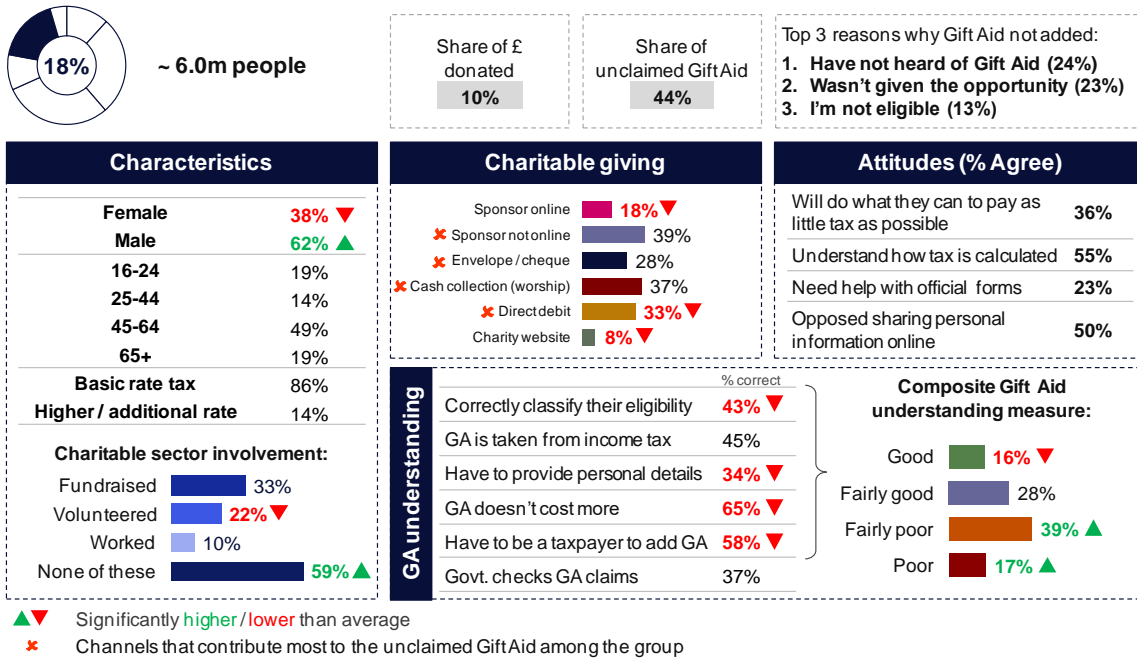 18%
~ 6.0m people
Share of £
donated
10%
Share of
unclaimed Gift Aid
44%
Top 3 reasons why Gift Aid not added:
1. Have not heard of Gift Aid (24%)
2. Wasn't given the opportunity (23%)
3. I'm not eligible (13%)
Characteristics
Female 38%
Male 62%
16-24 19%
25-44 14%
45-64 49%
65+ 19%
Basic rate tax 86%
Higher / additional rate 14%
Charitable sector involvement:
Fundraised 33%
Volunteered 22%
Worked 10%
None of these 59%
Charitable giving
Sponsor online 18%
Sponsor not online 39%
Envelope / cheque 28%
Cash collection (worship) 37%
Direct debit 33%
Charity website 8%
Attitudes (% Agree)
Will do what they can to pay as
little tax as possible 36%
Understand how tax is calculated 55%
Need help with official forms 23%
Opposed sharing personal
information online 50%
GA understanding
% correct
Correctly classify their eligibility 43%
GA is taken from income tax 45%
Have to provide personal details 34%
GA doesn't cost more 65%
Have to be a taxpayer to add GA 58%
Govt. checks GA claims 37%
Composite Gift Aid
understanding measure:
Good 16%
Fairly good 28%
Fairly poor 39%
Poor 17%
Significantly higher / lower than average
Channels that contribute most to the unclaimed Gift Aid among the group